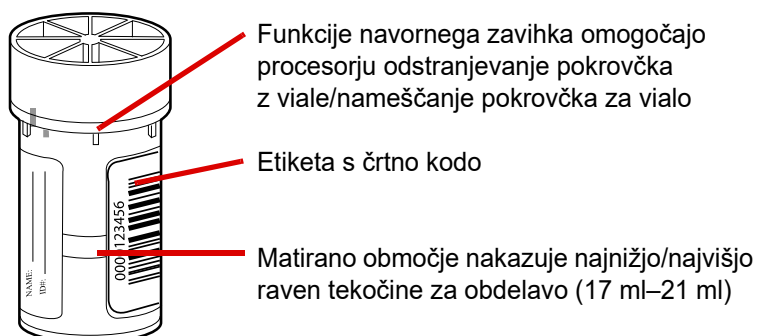 Funkcije navornega zavihka omogočajo
procesorju odstranjevanje pokrovčka
z viale/nameščanje pokrovčka za vialo
Etiketa s črtno kodo
Matirano območje nakazuje najnižjo/najvišjo
raven tekočine za obdelavo (17 ml–21 ml)
NAME:
ID#:
0000123456